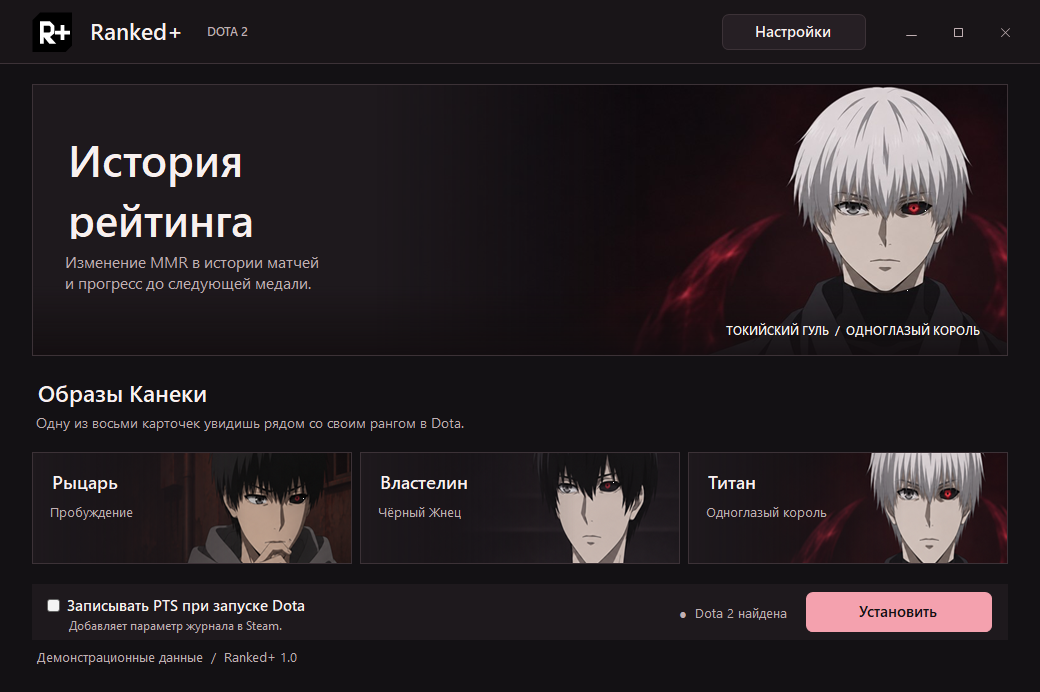 R+ Ranked+ DOTA 2 Настройки
История
рейтинга
Изменение MMR в истории матчей
и прогресс до следующей медали.
ТОКИЙСКИЙ ГУЛЬ / ОДНОГЛАЗЫЙ КОРОЛЬ
Образы Канеки
Одну из восьми карточек увидишь рядом со своим рангом в Dota.
Рыцарь
Пробуждение
Властелин
Чёрный Жнец
Титан
Одноглазый король
Записывать PTS при запуске Dota
Добавляет параметр журнала в Steam.
Dota 2 найдена
Установить
Демонстрационные данные / Ranked+ 1.0